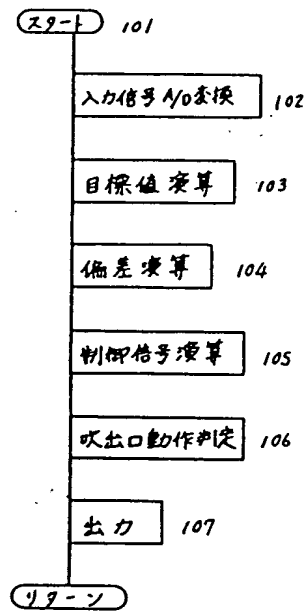 スタート 101
入力信号A/D変換 102
目標値演算 103
偏差演算 104
制御信号演算 105
吹出口動作判定 106
出力 107
リターン